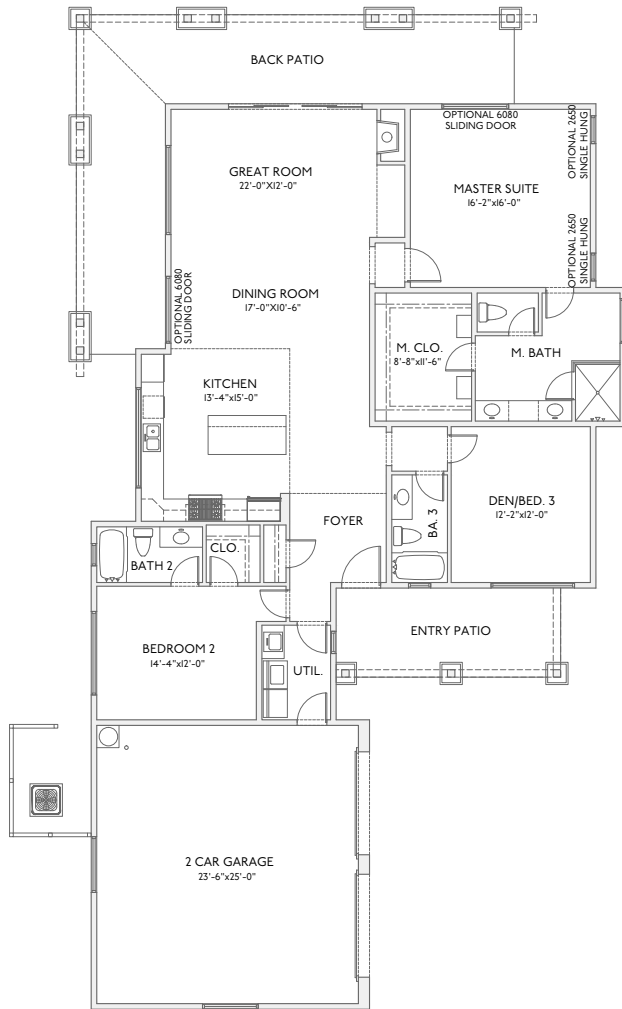 BACK PATIO
OPTIONAL 6080
SLIDING DOOR
OPTIONAL 2650
SINGLE HUNG
GREAT ROOM
22'-0"X12'-0"
MASTER SUITE
16'-2"x16'-0"
OPTIONAL 2650
SINGLE HUNG
OPTIONAL 6080
SLIDING DOOR
DINING ROOM
17'-0"X10'-6"
M. CLO.
8'-8"x11'-6"
M. BATH
KITCHEN
13'-4"x15'-0"
DEN/BED. 3
12'-2"x12'-0"
FOYER
BA. 3
CLO.
BATH 2
ENTRY PATIO
BEDROOM 2
14'-4"x12'-0"
UTIL.
2 CAR GARAGE
23'-6"x25'-0"